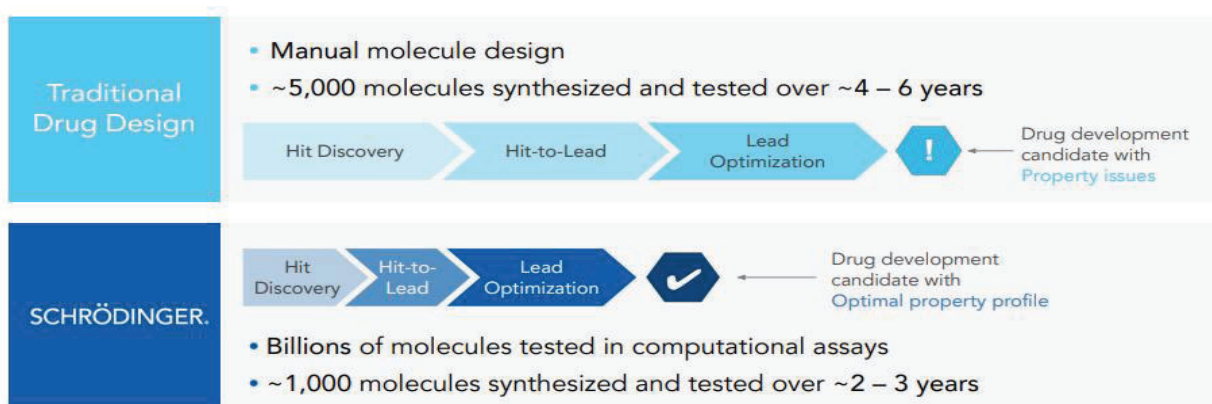 Traditional
Drug Design
• Manual molecule design
• ~5,000 molecules synthesized and tested over ~4 – 6 years
Hit Discovery
Hit-to-Lead
Lead
Optimization
!
Drug development
candidate with
Property issues
SCHRÖDINGER.
Hit
Discovery
Hit-to-
Lead
Lead
Optimization
Drug development
candidate with
Optimal property profile
• Billions of molecules tested in computational assays
• ~1,000 molecules synthesized and tested over ~2 – 3 years